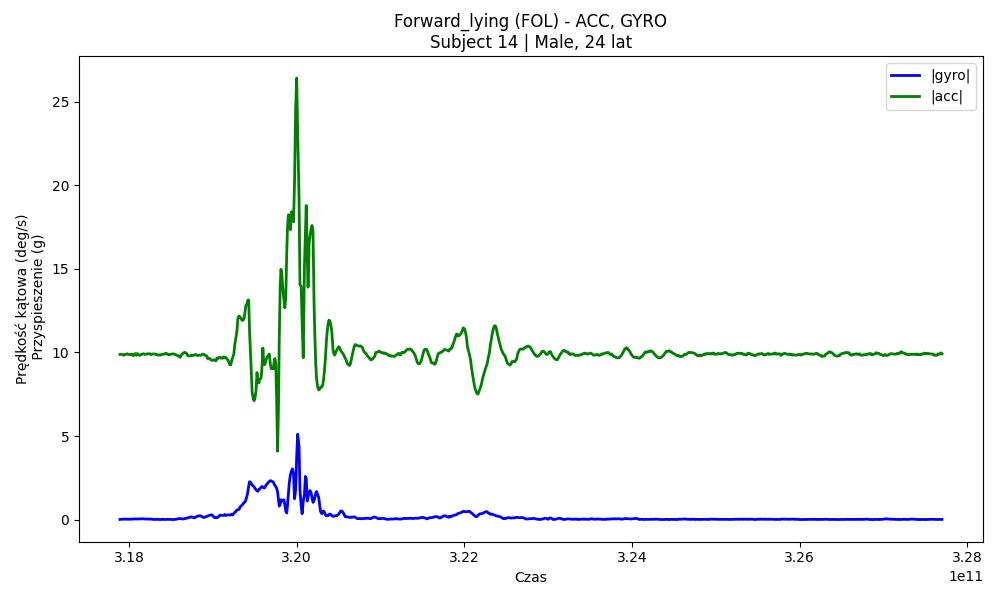 Forward_lying (FOL) - ACC, GYRO
Subject 14 | Male, 24 lat
|gyro|
|acc|
Prędkość kątowa (deg/s)
Przyspieszenie (g)
25
20
15
10
5
0
3.18
3.20
3.22
3.24
3.26
3.28
1e11
Czas